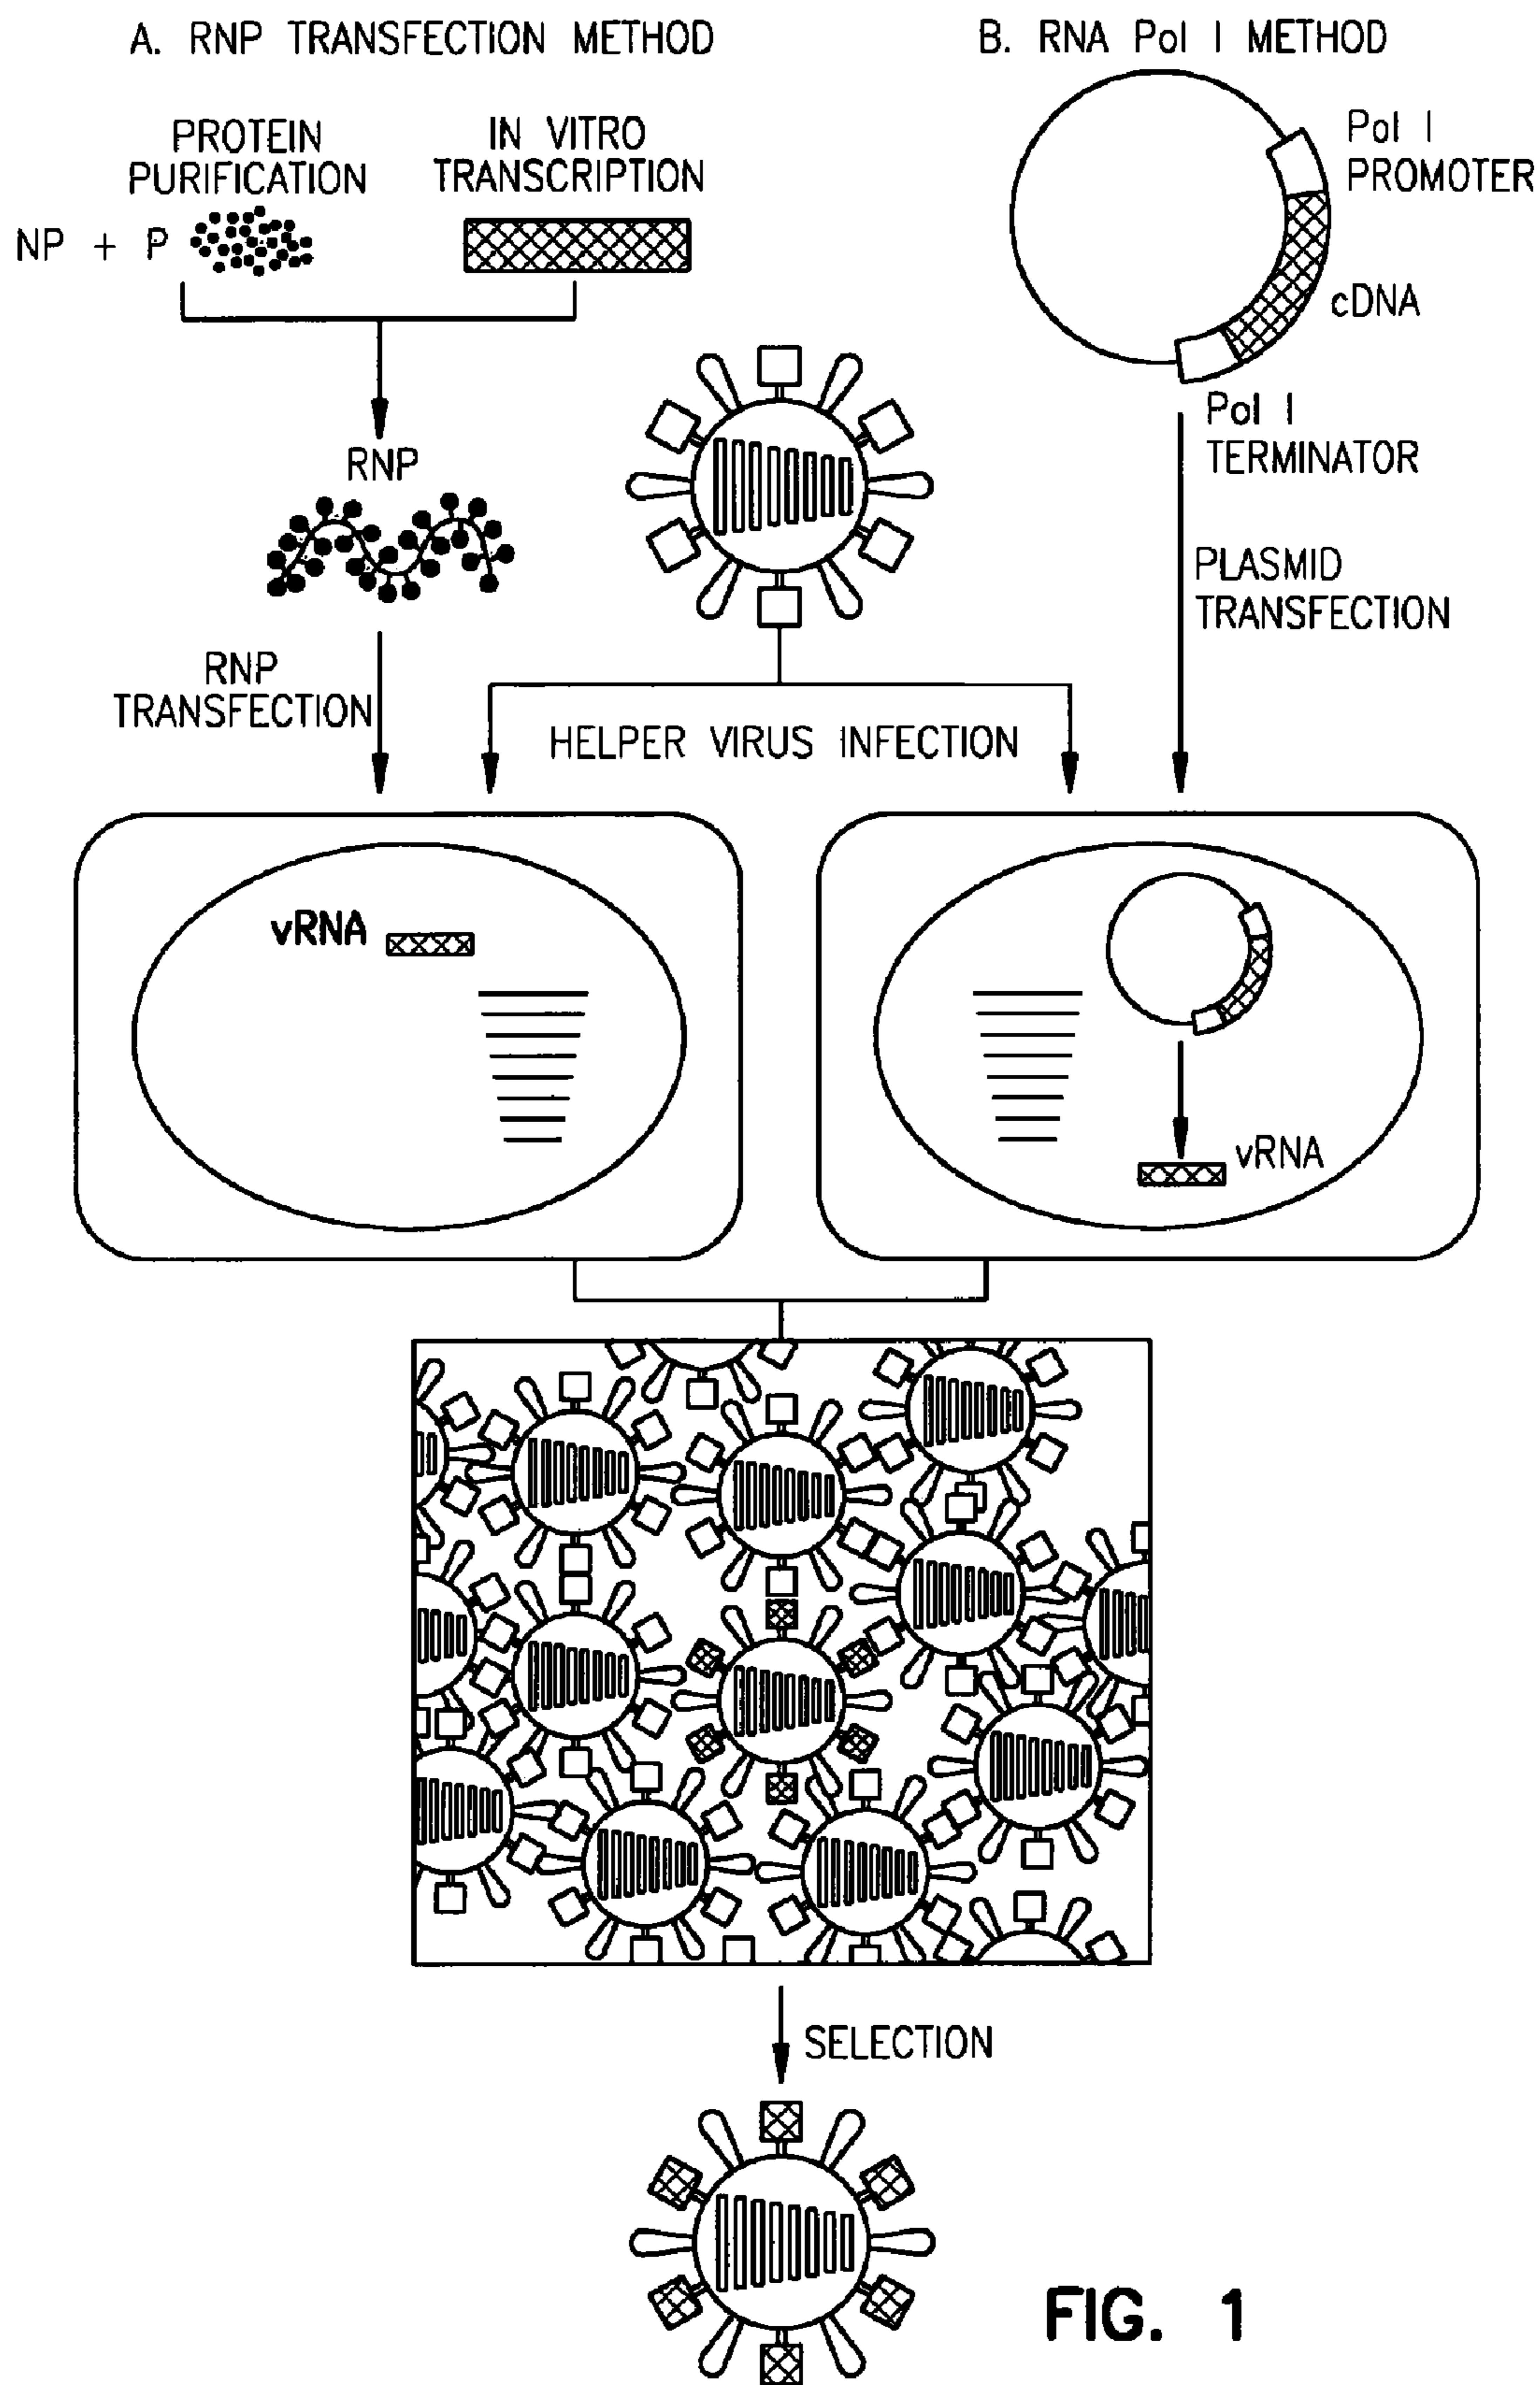 A. RNP TRANSFECTION METHOD
B. RNA Pol I METHOD
PROTEIN
PURIFICATION
IN VITRO
TRANSCRIPTION
NP + P
Pol I
PROMOTER
cDNA
Pol I
TERMINATOR
RNP
PLASMID
TRANSFECTION
RNP
TRANSFECTION
HELPER VIRUS INFECTION
vRNA
vRNA
SELECTION
FIG. 1